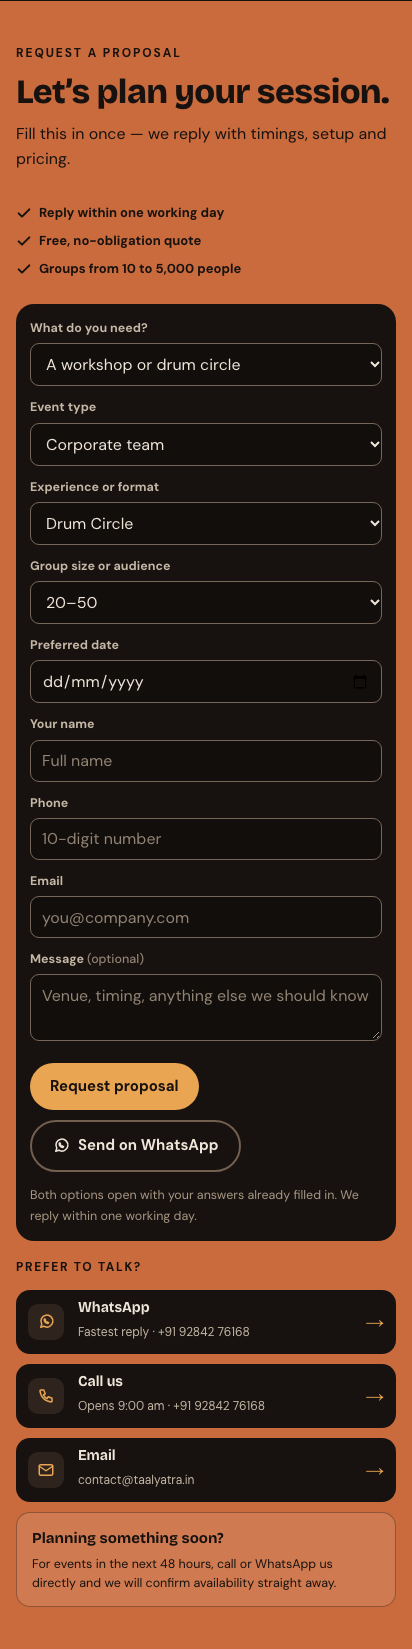 REQUEST A PROPOSAL
Let's plan your session.
Fill this in once — we reply with timings, setup and
pricing.
Reply within one working day
Free, no-obligation quote
Groups from 10 to 5,000 people
What do you need?
A workshop or drum circle
Event type
Corporate team
Experience or format
Drum Circle
Group size or audience
20–50
Preferred date
dd/mm/yyyy
Your name
Full name
Phone
10-digit number
Email
you@company.com
Message (optional)
Venue, timing, anything else we should know
Request proposal
Send on WhatsApp
Both options open with your answers already filled in. We
reply within one working day.
PREFER TO TALK?
WhatsApp
Fastest reply · +91 92842 76168
Call us
Opens 9:00 am · +91 92842 76168
Email
contact@taalyatra.in
Planning something soon?
For events in the next 48 hours, call or WhatsApp us
directly and we will confirm availability straight away.